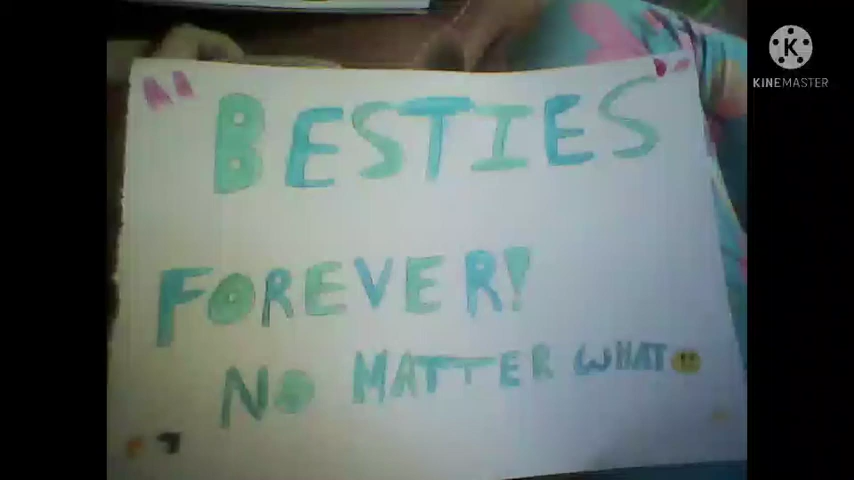 "BESTIES"
FOREVER!
NO MATTER WHAT🙂
K
KINEMASTER